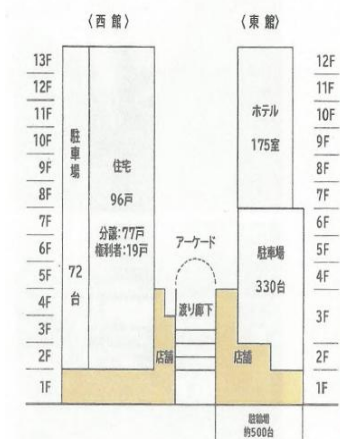 〈西館〉
〈東館〉
13F
12F
11F
10F
9F
8F
7F
6F
5F
4F
3F
2F
1F
駐車場
72台
住宅
96戸
分譲:77戸
権利者:19戸
店舗
アーケード
渡り廊下
ホテル
175室
駐車場
330台
店舗
駐輪場
約500台
12F
11F
10F
9F
8F
7F
6F
5F
4F
3F
2F
1F